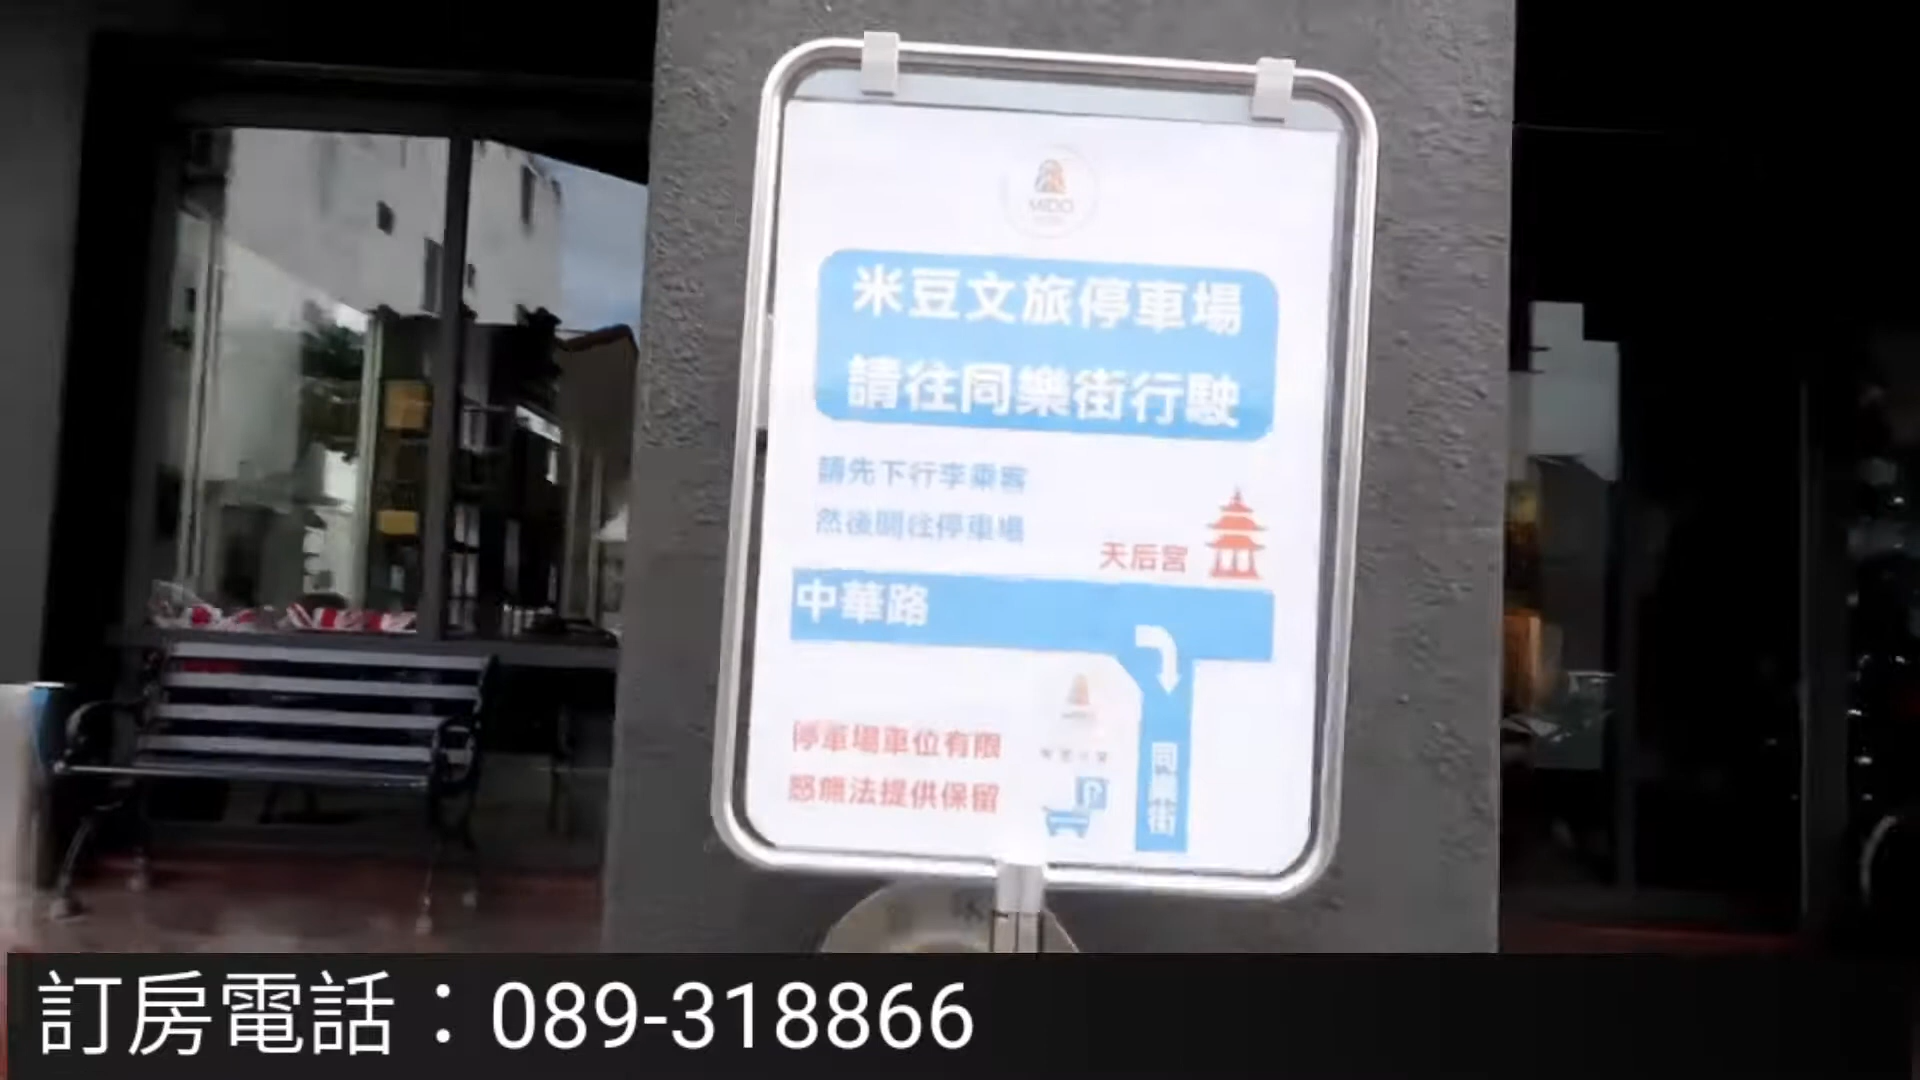 MIDO
米豆文旅停車場
請往同樂街行駛
請先下行李乘客
然後開往停車場
天后宮
中華路
停車場車位有限
恕無法提供保留
P
同樂街
訂房電話：089-318866